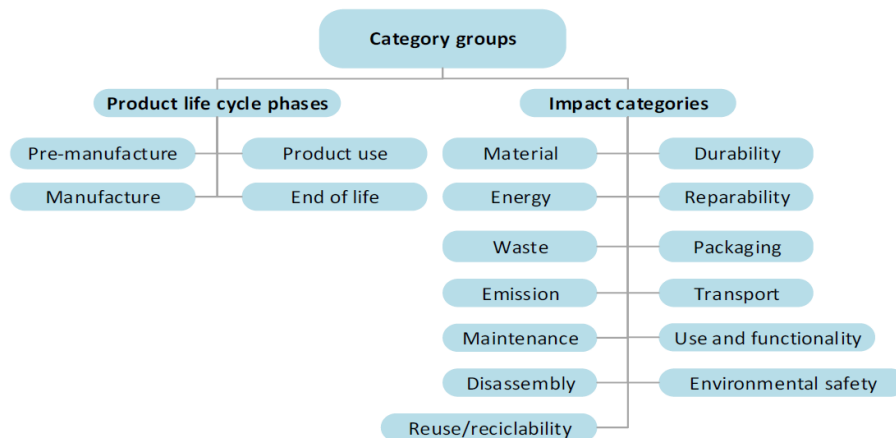 Category groups
Product life cycle phases
Impact categories
Pre-manufacture
Product use
Manufacture
End of life
Material
Durability
Energy
Reparability
Waste
Packaging
Emission
Transport
Maintenance
Use and functionality
Disassembly
Environmental safety
Reuse/reciclability